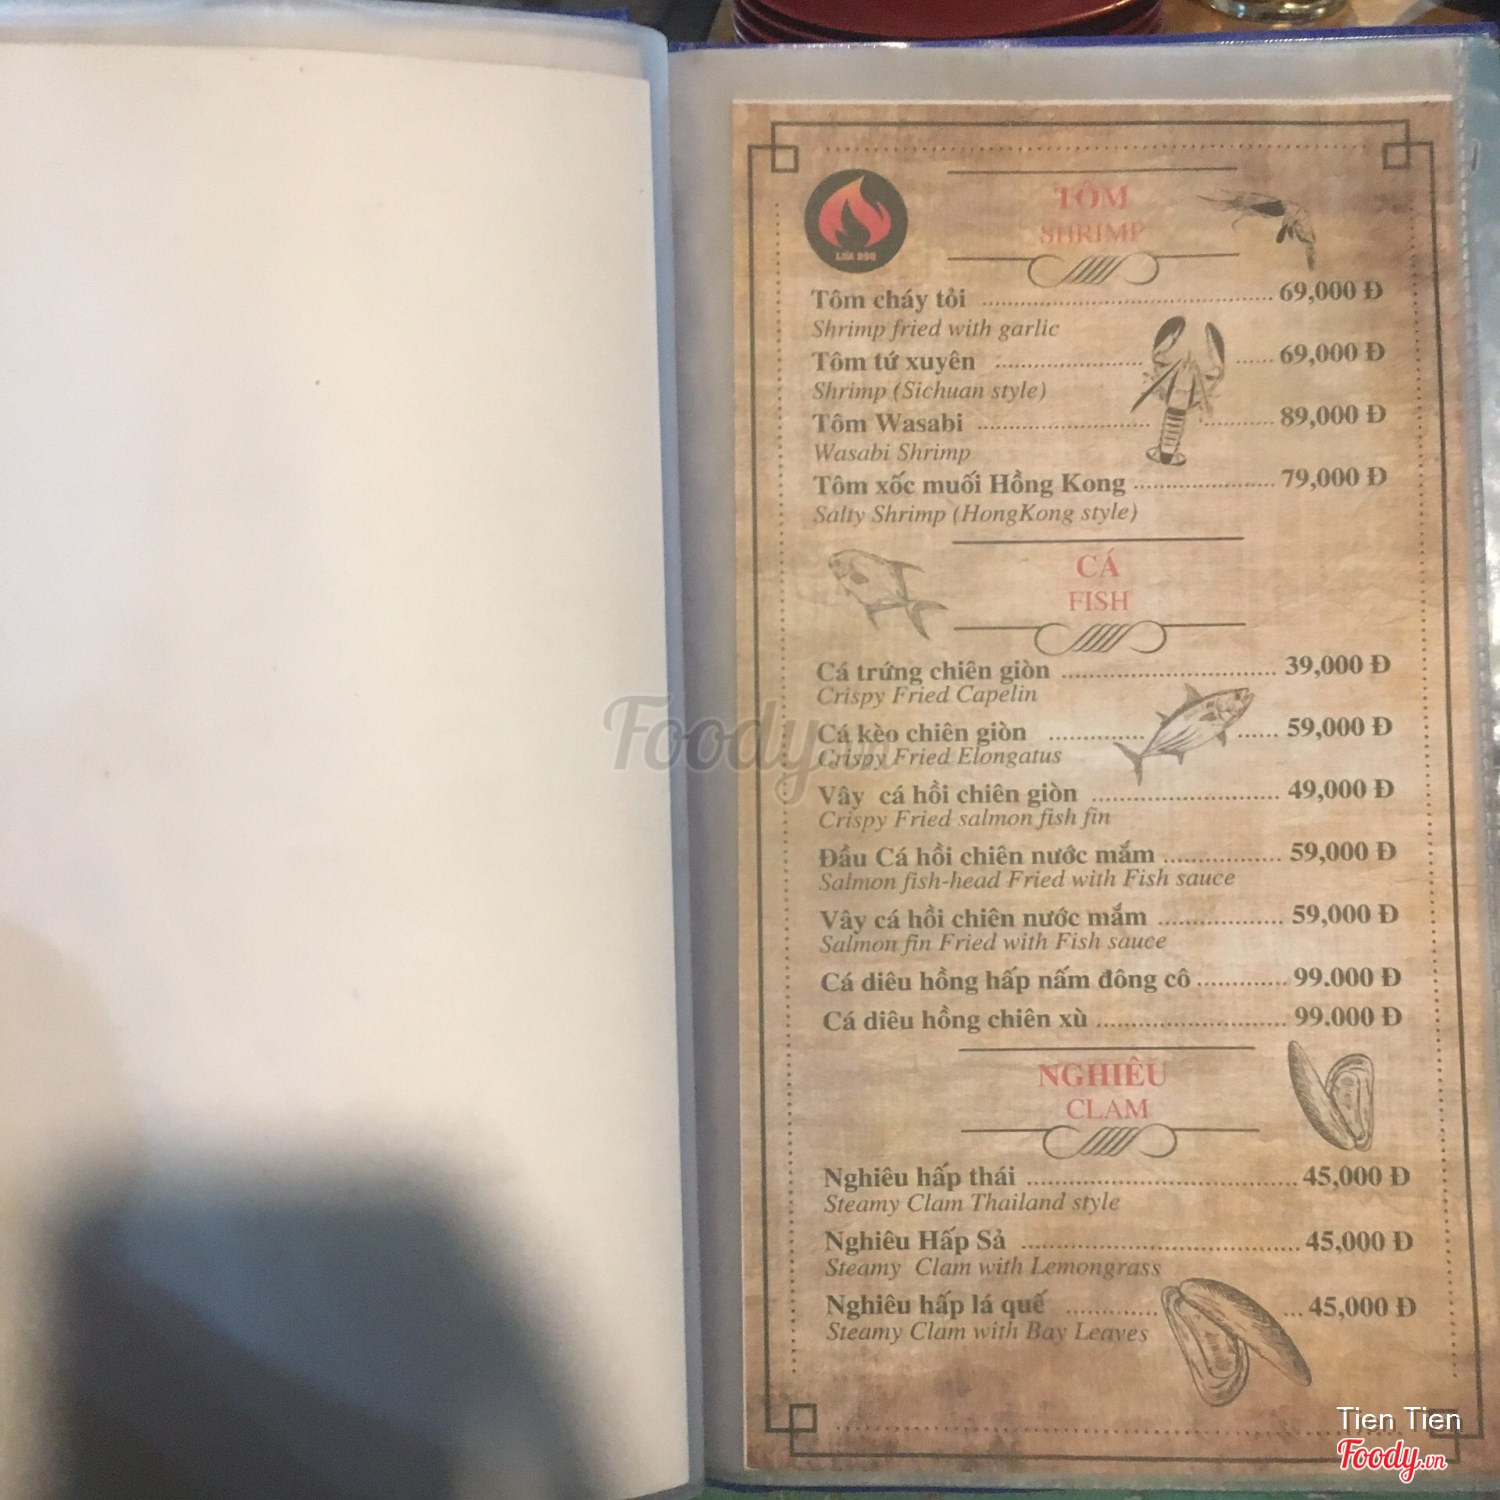 LỬA BBQ
TÔM
SHRIMP
Tôm cháy tỏi ........ 69,000 Đ
Shrimp fried with garlic
Tôm tứ xuyên ........ 69,000 Đ
Shrimp (Sichuan style)
Tôm Wasabi ........ 89,000 Đ
Wasabi Shrimp
Tôm xốc muối Hồng Kong ........ 79,000 Đ
Salty Shrimp (HongKong style)
CÁ
FISH
Cá trứng chiên giòn ........ 39,000 Đ
Crispy Fried Capelin
Cá kèo chiên giòn ........ 59,000 Đ
Crispy Fried Elongatus
Vây cá hồi chiên giòn ........ 49,000 Đ
Crispy Fried salmon fish fin
Đầu Cá hồi chiên nước mắm ........ 59,000 Đ
Salmon fish-head Fried with Fish sauce
Vây cá hồi chiên nước mắm ........ 59,000 Đ
Salmon fin Fried with Fish sauce
Cá diêu hồng hấp nấm đông cô ........ 99.000 Đ
Cá diêu hồng chiên xù ........ 99.000 Đ
NGHIÊU
CLAM
Nghiêu hấp thái ........ 45,000 Đ
Steamy Clam Thailand style
Nghiêu Hấp Sả ........ 45,000 Đ
Steamy Clam with Lemongrass
Nghiêu hấp lá quế ........ 45,000 Đ
Steamy Clam with Bay Leaves
Foody.vn
Tien Tien
Foody.vn